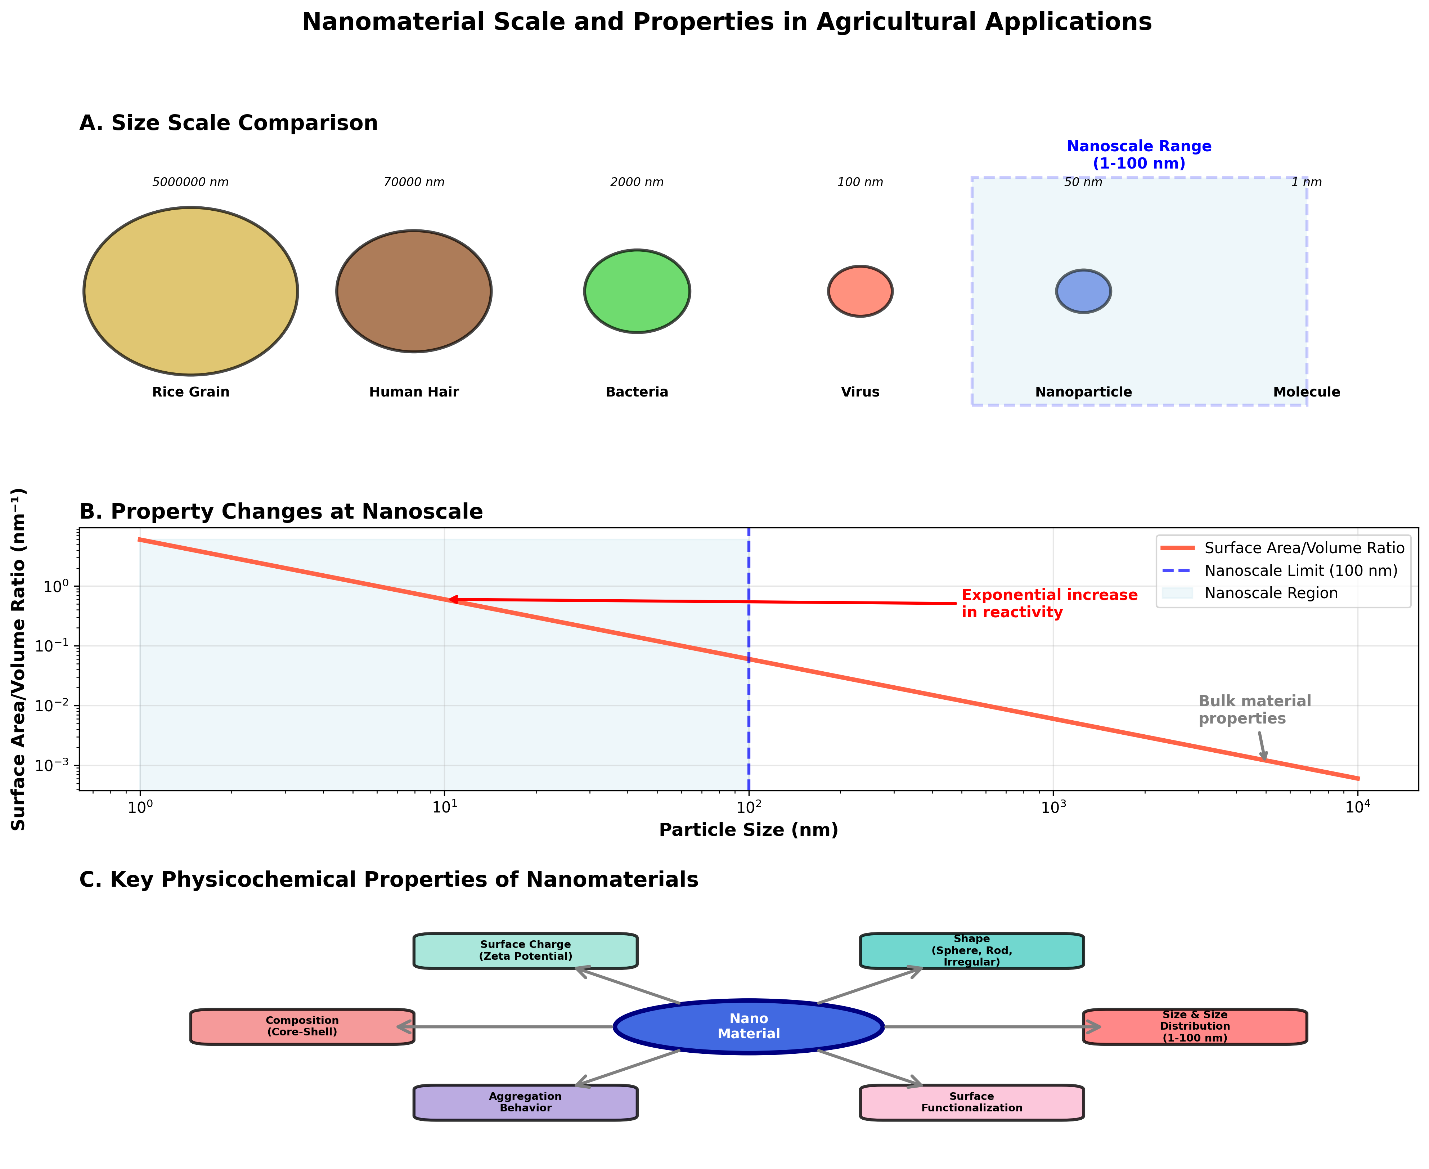 Nanomaterial Scale and Properties in Agricultural Applications
A. Size Scale Comparison
Nanoscale Range
(1-100 nm)
5000000 nm
70000 nm
2000 nm
100 nm
50 nm
1 nm
Rice Grain
Human Hair
Bacteria
Virus
Nanoparticle
Molecule
B. Property Changes at Nanoscale
Surface Area/Volume Ratio (nm⁻¹)
10⁰
10⁻¹
10⁻²
10⁻³
Surface Area/Volume Ratio
Nanoscale Limit (100 nm)
Nanoscale Region
Exponential increase
in reactivity
Bulk material
properties
10⁰
10¹
10²
10³
10⁴
Particle Size (nm)
C. Key Physicochemical Properties of Nanomaterials
Surface Charge
(Zeta Potential)
Shape
(Sphere, Rod,
Irregular)
Composition
(Core-Shell)
Nano
Material
Size & Size
Distribution
(1-100 nm)
Aggregation
Behavior
Surface
Functionalization